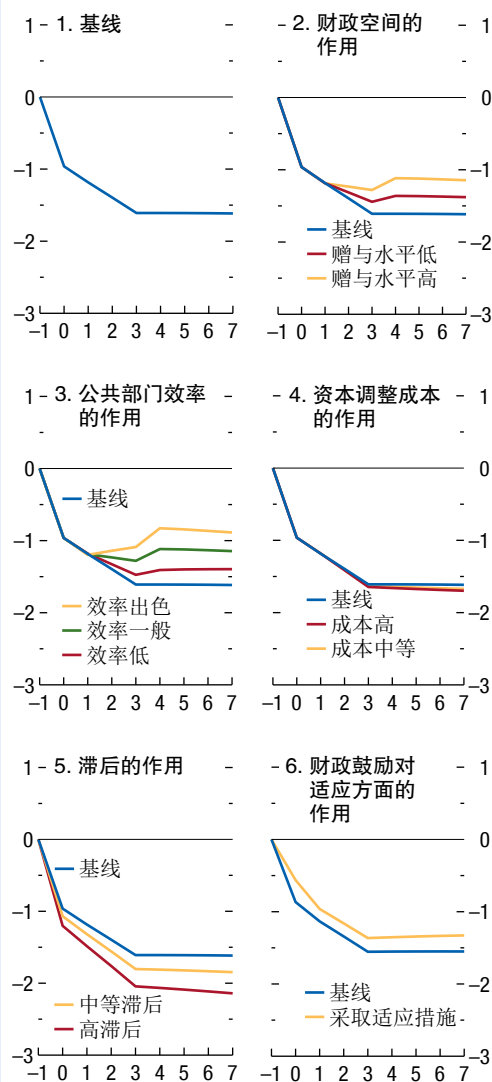 1. 基线
1
0
–1
–2
–3
–1 0 1 2 3 4 5 6 7
2. 财政空间的
作用
1
0
–1
–2
–3
基线
赠与水平低
赠与水平高
–1 0 1 2 3 4 5 6 7
3. 公共部门效率
的作用
1
0
–1
–2
–3
基线
效率出色
效率一般
效率低
–1 0 1 2 3 4 5 6 7
4. 资本调整成本
的作用
1
0
–1
–2
–3
基线
成本高
成本中等
–1 0 1 2 3 4 5 6 7
5. 滞后的作用
1
0
–1
–2
–3
基线
中等滞后
高滞后
–1 0 1 2 3 4 5 6 7
6. 财政鼓励对
适应方面的
作用
1
0
–1
–2
–3
基线
采取适应措施
–1 0 1 2 3 4 5 6 7